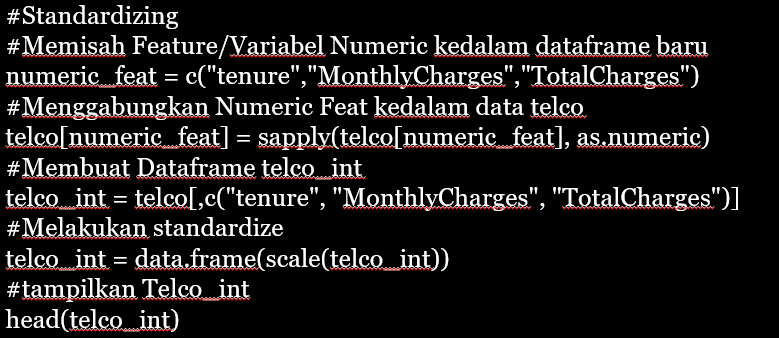 #Standardizing
#Memisah Feature/Variabel Numeric kedalam dataframe baru
numeric_feat = c("tenure","MonthlyCharges","TotalCharges")
#Menggabungkan Numeric Feat kedalam data telco
telco[numeric_feat] = sapply(telco[numeric_feat], as.numeric)
#Membuat Dataframe telco_int
telco_int = telco[,c("tenure", "MonthlyCharges", "TotalCharges")]
#Melakukan standardize
telco_int = data.frame(scale(telco_int))
#tampilkan Telco_int
head(telco_int)